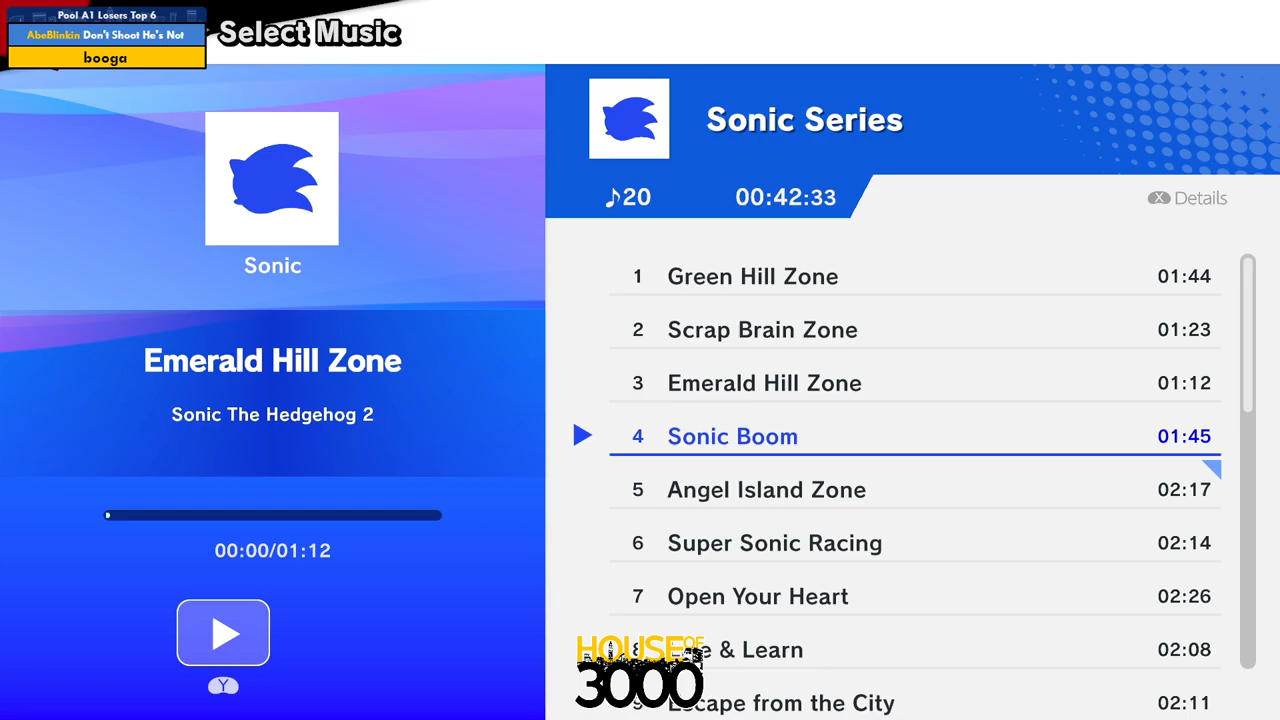 Pool A1 Losers Top 6
AbeBlinkin Don't Shoot He's Not
booga
Select Music
Sonic
Emerald Hill Zone
Sonic The Hedgehog 2
00:00/01:12
Y
Sonic Series
♪20 00:42:33
X Details
1 Green Hill Zone 01:44
2 Scrap Brain Zone 01:23
3 Emerald Hill Zone 01:12
4 Sonic Boom 01:45
5 Angel Island Zone 02:17
6 Super Sonic Racing 02:14
7 Open Your Heart 02:26
& Learn 02:08
from the City 02:11
HOUSE OF
3000